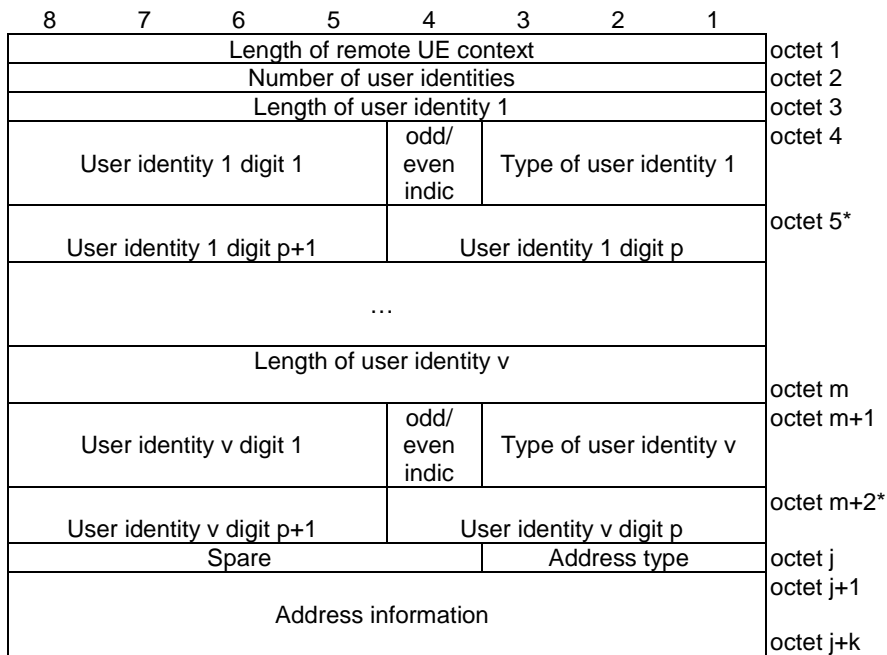 8 7 6 5 4 3 2 1
Length of remote UE context octet 1
Number of user identities octet 2
Length of user identity 1 octet 3
User identity 1 digit 1 odd/ even indic Type of user identity 1 octet 4
User identity 1 digit p+1 User identity 1 digit p octet 5*
…
Length of user identity v octet m
User identity v digit 1 odd/ even indic Type of user identity v octet m+1
User identity v digit p+1 User identity v digit p octet m+2*
Spare Address type octet j
octet j+1
Address information
octet j+k